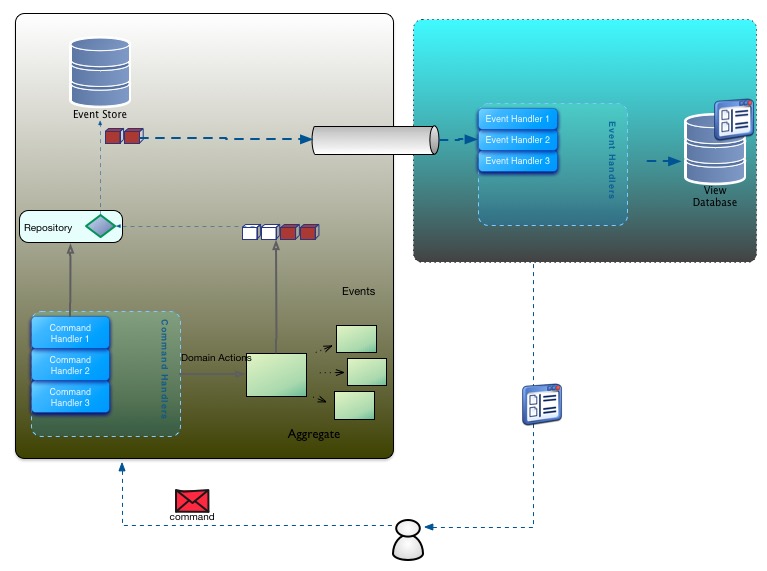 Event Store
Event Handler 1
Event Handler 2
Event Handler 3
Event Handlers
View
Database
Repository
Events
Command
Handler 1
Command
Handler 2
Command
Handler 3
Command Handlers
Domain Actions
Aggregate
command